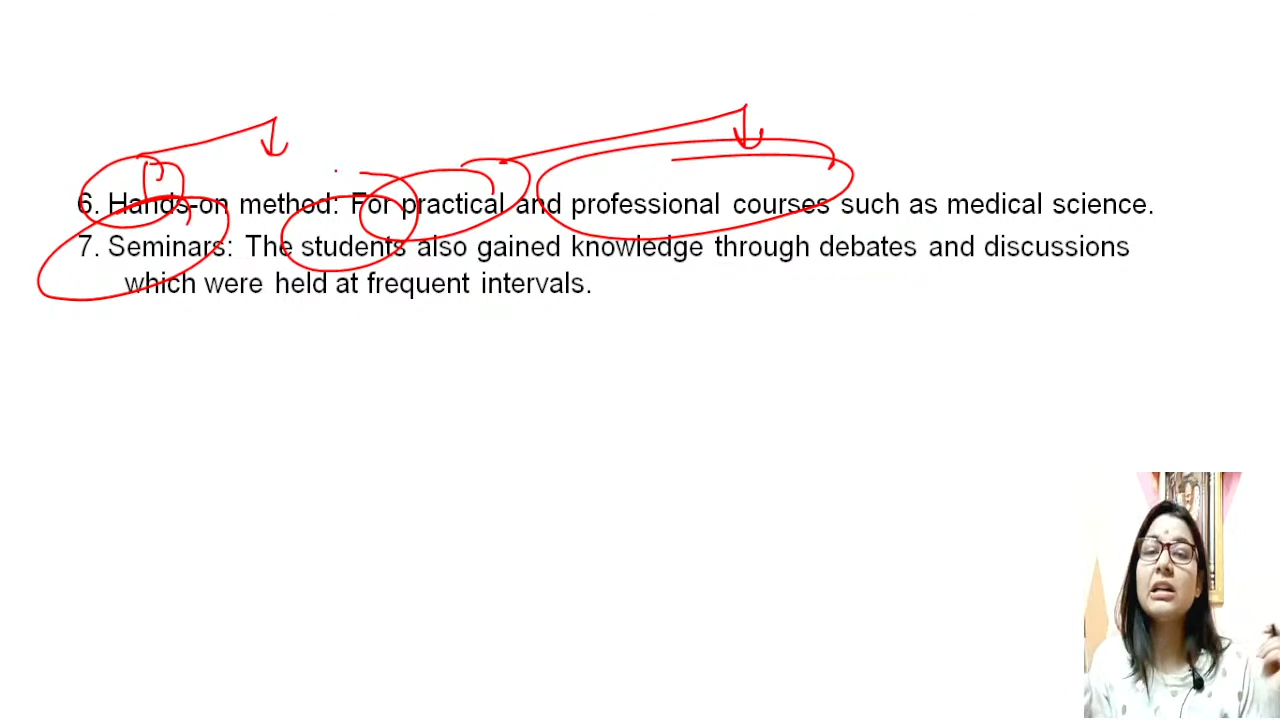 6. Hands-on method: For practical and professional courses such as medical science.
7. Seminars: The students also gained knowledge through debates and discussions
which were held at frequent intervals.